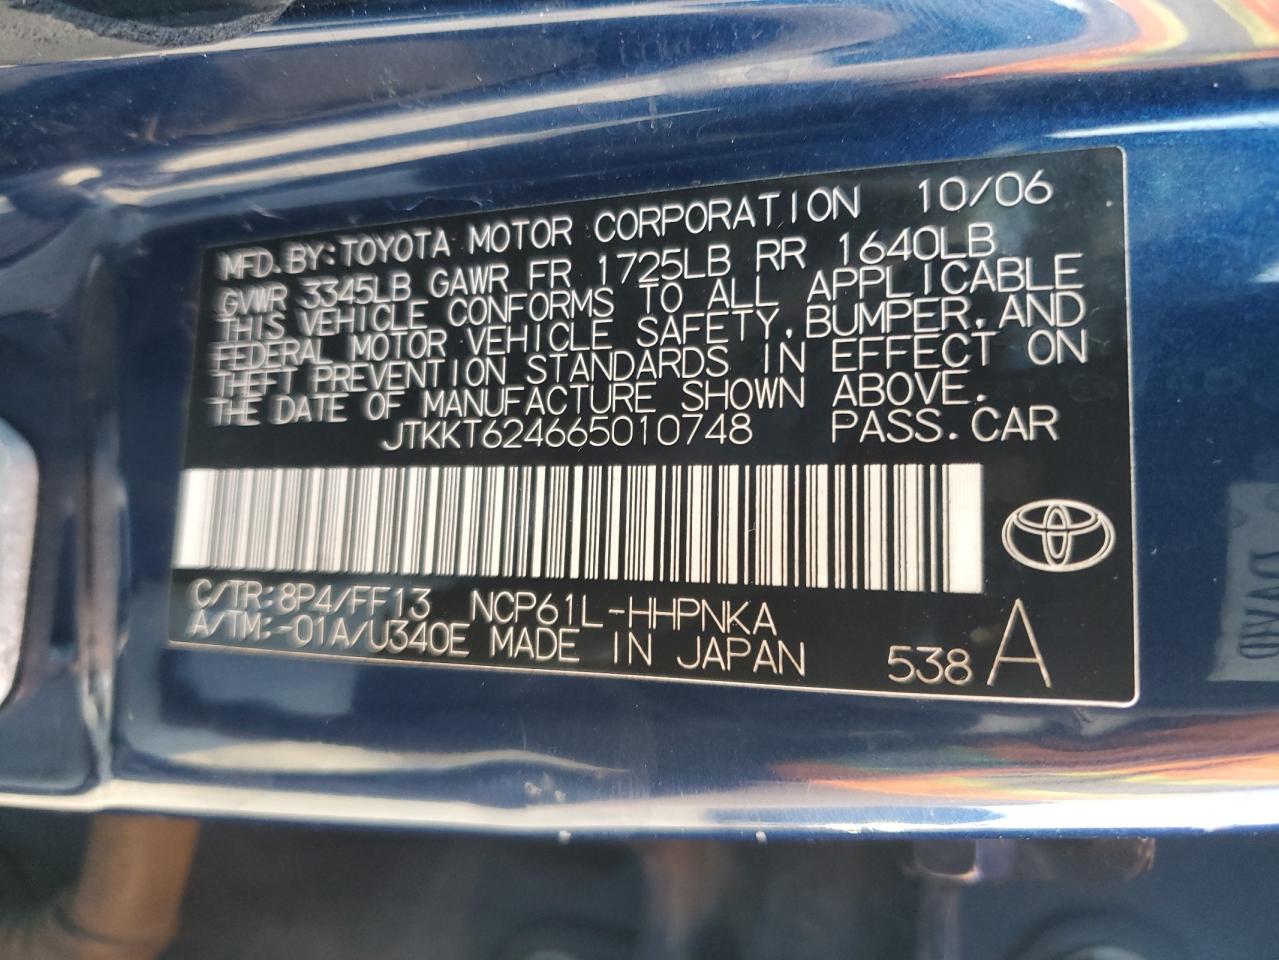 MFD. BY: TOYOTA MOTOR CORPORATION 10/06
GVWR 3345LB GAWR FR 1725LB RR 1640LB
THIS VEHICLE CONFORMS TO ALL APPLICABLE
FEDERAL MOTOR VEHICLE SAFETY, BUMPER, AND
THEFT PREVENTION STANDARDS IN EFFECT ON
THE DATE OF MANUFACTURE SHOWN ABOVE.
JTKKT624665010748 PASS. CAR
C/TR: 8P4/FF13 NCP61L-HHPNKA
A/TM: -01A/U340E MADE IN JAPAN 538 A